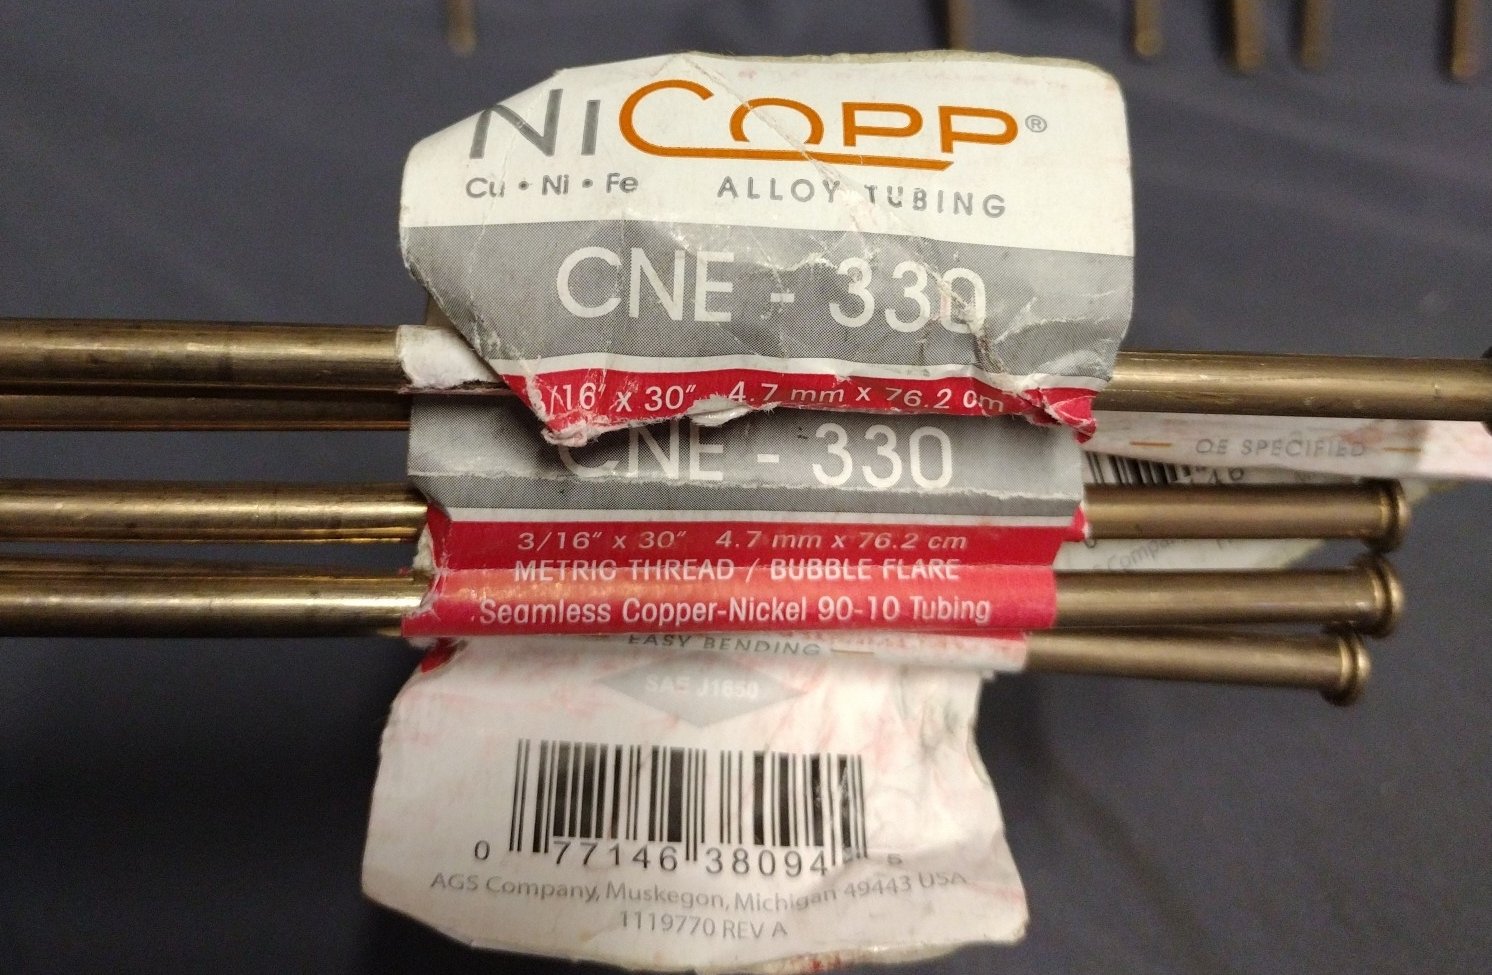 NiCOPP®
Cu • Ni • Fe ALLOY TUBING
CNE - 330
3/16" x 30" 4.7 mm x 76.2 cm
CNE - 330
OE SPECIFIED
3/16" x 30" 4.7 mm x 76.2 cm
METRIC THREAD / BUBBLE FLARE
Seamless Copper-Nickel 90-10 Tubing
EASY BENDING
SAE J1650
0 77146 38094 6
AGS Company, Muskegon, Michigan 49443 USA
1119770 REV A